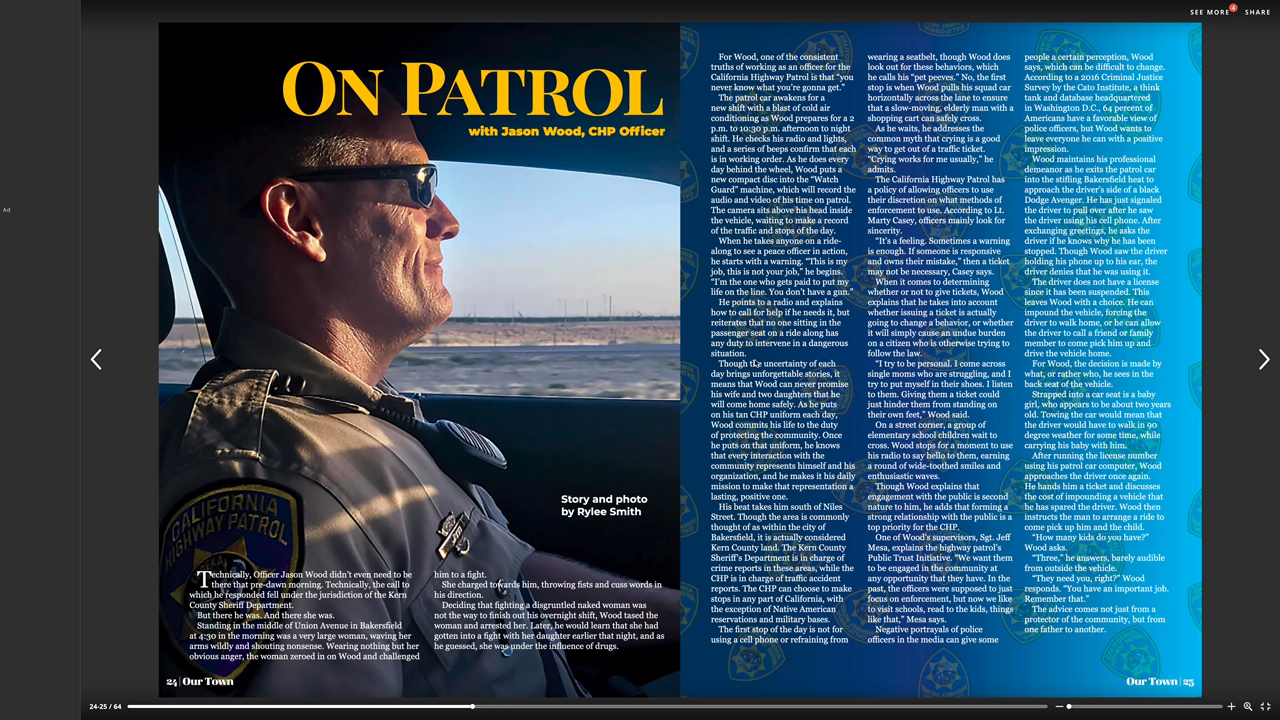 SEE MORE 4 SHARE
Ad
ON PATROL
with Jason Wood, CHP Officer
Story and photo
by Rylee Smith
CALIFORNIA
HIGHWAY PATROL
Technically, Officer Jason Wood didn't even need to be
there that pre-dawn morning. Technically, the call to
which he responded fell under the jurisdiction of the Kern
County Sheriff Department.
But there he was. And there she was.
Standing in the middle of Union Avenue in Bakersfield
at 4:30 in the morning was a very large woman, waving her
arms wildly and shouting nonsense. Wearing nothing but her
obvious anger, the woman zeroed in on Wood and challenged
him to a fight.
She charged towards him, throwing fists and cuss words in
his direction.
Deciding that fighting a disgruntled naked woman was
not the way to finish out his overnight shift, Wood tased the
woman and arrested her. Later, he would learn that she had
gotten into a fight with her daughter earlier that night, and as
he guessed, she was under the influence of drugs.
24 | Our Town
For Wood, one of the consistent
truths of working as an officer for the
California Highway Patrol is that “you
never know what you're gonna get.”
The patrol car awakens for a
new shift with a blast of cold air
conditioning as Wood prepares for a 2
p.m. to 10:30 p.m. afternoon to night
shift. He checks his radio and lights,
and a series of beeps confirm that each
is in working order. As he does every
day behind the wheel, Wood puts a
new compact disc into the “Watch
Guard” machine, which will record the
audio and video of his time on patrol.
The camera sits above his head inside
the vehicle, waiting to make a record
of the traffic and stops of the day.
When he takes anyone on a ride-
along to see a peace officer in action,
he starts with a warning. “This is my
job, this is not your job,” he begins.
“I'm the one who gets paid to put my
life on the line. You don't have a gun.”
He points to a radio and explains
how to call for help if he needs it, but
reiterates that no one sitting in the
passenger seat on a ride along has
any duty to intervene in a dangerous
situation.
Though the uncertainty of each
day brings unforgettable stories, it
means that Wood can never promise
his wife and two daughters that he
will come home safely. As he puts
on his tan CHP uniform each day,
Wood commits his life to the duty
of protecting the community. Once
he puts on that uniform, he knows
that every interaction with the
community represents himself and his
organization, and he makes it his daily
mission to make that representation a
lasting, positive one.
His beat takes him south of Niles
Street. Though the area is commonly
thought of as within the city of
Bakersfield, it is actually considered
Kern County land. The Kern County
Sheriff's Department is in charge of
crime reports in these areas, while the
CHP is in charge of traffic accident
reports. The CHP can choose to make
stops in any part of California, with
the exception of Native American
reservations and military bases.
The first stop of the day is not for
using a cell phone or refraining from
wearing a seatbelt, though Wood does
look out for these behaviors, which
he calls his “pet peeves.” No, the first
stop is when Wood pulls his squad car
horizontally across the lane to ensure
that a slow-moving, elderly man with a
shopping cart can safely cross.
As he waits, he addresses the
common myth that crying is a good
way to get out of a traffic ticket.
“Crying works for me usually,” he
admits.
The California Highway Patrol has
a policy of allowing officers to use
their discretion on what methods of
enforcement to use. According to Lt.
Marty Casey, officers mainly look for
sincerity.
“It's a feeling. Sometimes a warning
is enough. If someone is responsive
and owns their mistake,” then a ticket
may not be necessary, Casey says.
When it comes to determining
whether or not to give tickets, Wood
explains that he takes into account
whether issuing a ticket is actually
going to change a behavior, or whether
it will simply cause an undue burden
on a citizen who is otherwise trying to
follow the law.
“I try to be personal. I come across
single moms who are struggling, and I
try to put myself in their shoes. I listen
to them. Giving them a ticket could
just hinder them from standing on
their own feet,” Wood said.
On a street corner, a group of
elementary school children wait to
cross. Wood stops for a moment to use
his radio to say hello to them, earning
a round of wide-toothed smiles and
enthusiastic waves.
Though Wood explains that
engagement with the public is second
nature to him, he adds that forming a
strong relationship with the public is a
top priority for the CHP.
One of Wood's supervisors, Sgt. Jeff
Mesa, explains the highway patrol's
Public Trust Initiative. “We want them
to be engaged in the community at
any opportunity that they have. In the
past, the officers were supposed to just
focus on enforcement, but now we like
to visit schools, read to the kids, things
like that,” Mesa says.
Negative portrayals of police
officers in the media can give some
people a certain perception, Wood
says, which can be difficult to change.
According to a 2016 Criminal Justice
Survey by the Cato Institute, a think
tank and database headquartered
in Washington D.C., 64 percent of
Americans have a favorable view of
police officers, but Wood wants to
leave everyone he can with a positive
impression.
Wood maintains his professional
demeanor as he exits the patrol car
into the stifling Bakersfield heat to
approach the driver's side of a black
Dodge Avenger. He has just signaled
the driver to pull over after he saw
the driver using his cell phone. After
exchanging greetings, he asks the
driver if he knows why he has been
stopped. Though Wood saw the driver
holding his phone up to his ear, the
driver denies that he was using it.
The driver does not have a license
since it has been suspended. This
leaves Wood with a choice. He can
impound the vehicle, forcing the
driver to walk home, or he can allow
the driver to call a friend or family
member to come pick him up and
drive the vehicle home.
For Wood, the decision is made by
what, or rather who, he sees in the
back seat of the vehicle.
Strapped into a car seat is a baby
girl, who appears to be about two years
old. Towing the car would mean that
the driver would have to walk in 90
degree weather for some time, while
carrying his baby with him.
After running the license number
using his patrol car computer, Wood
approaches the driver once again.
He hands him a ticket and discusses
the cost of impounding a vehicle that
he has spared the driver. Wood then
instructs the man to arrange a ride to
come pick up him and the child.
“How many kids do you have?”
Wood asks.
“Three,” he answers, barely audible
from outside the vehicle.
“They need you, right?” Wood
responds. “You have an important job.
Remember that.”
The advice comes not just from a
protector of the community, but from
one father to another.
Our Town | 25
24-25 / 64